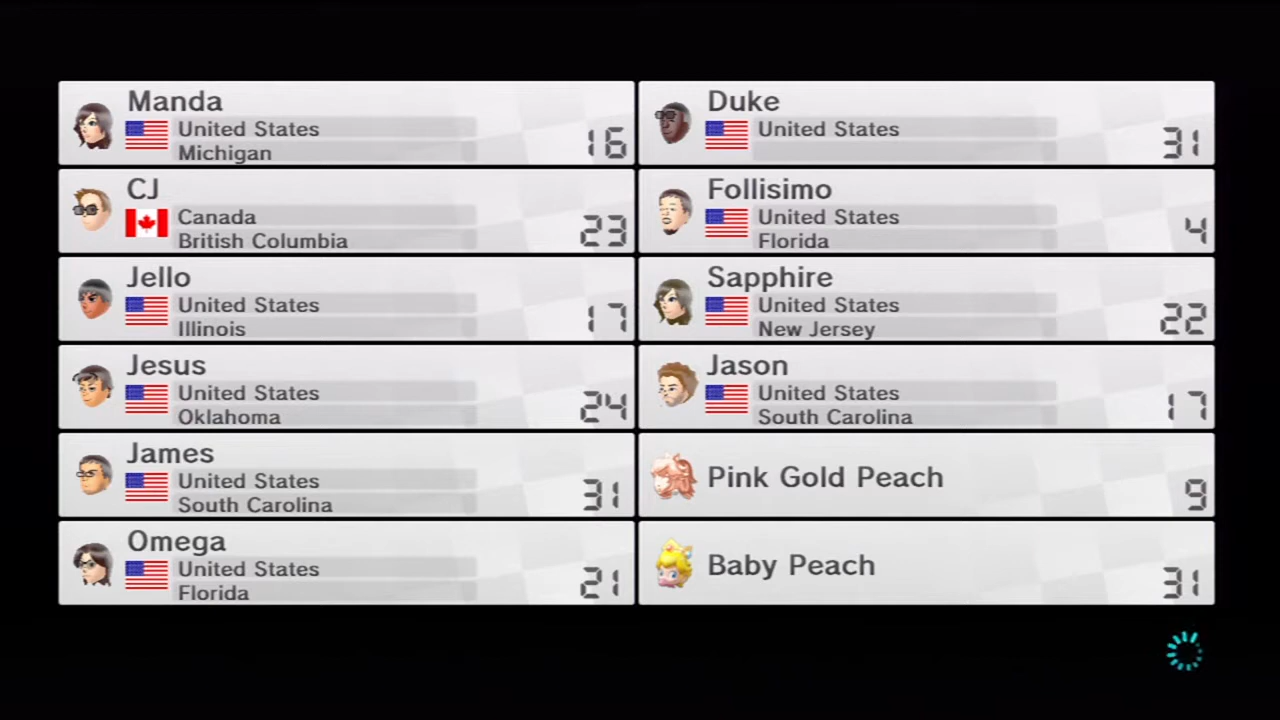 Manda
United States
Michigan
16
CJ
Canada
British Columbia
23
Jello
United States
Illinois
17
Jesus
United States
Oklahoma
24
James
United States
South Carolina
31
Omega
United States
Florida
21
Duke
United States
31
Follisimo
United States
Florida
4
Sapphire
United States
New Jersey
22
Jason
United States
South Carolina
17
Pink Gold Peach
9
Baby Peach
31